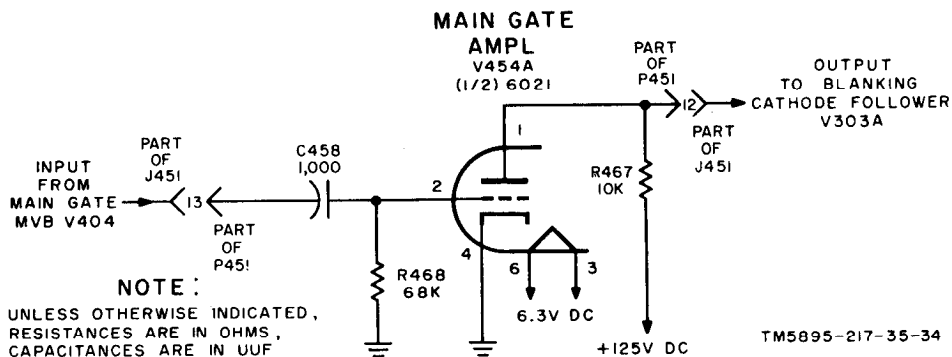 MAIN GATE
AMPL
V454A
(1/2) 6021
PART
OF
P451
12
PART
OF
J451
OUTPUT
TO BLANKING
CATHODE FOLLOWER
V303A
INPUT
FROM
MAIN GATE
MVB V404
PART
OF
J451
13
PART
OF
P451
C458
1,000
1
2
4
6
3
R467
10K
R468
68K
6.3V DC
+125V DC
NOTE:
UNLESS OTHERWISE INDICATED,
RESISTANCES ARE IN OHMS,
CAPACITANCES ARE IN UUF
TM5895-217-35-34